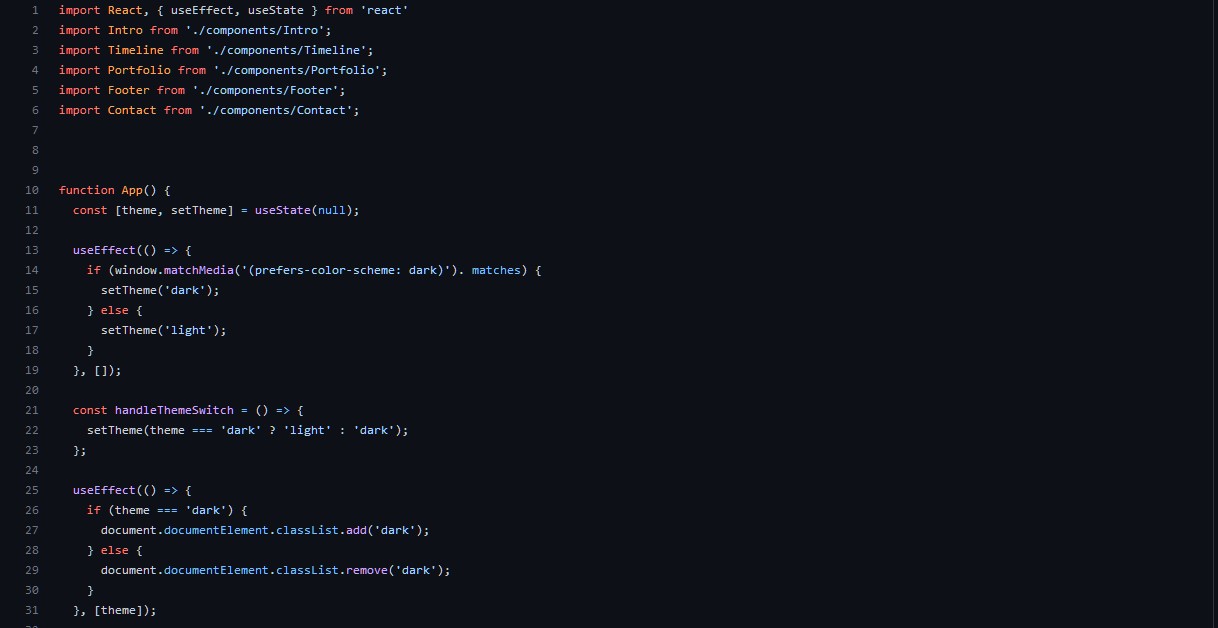 1 import React, { useEffect, useState } from 'react'
2 import Intro from './components/Intro';
3 import Timeline from './components/Timeline';
4 import Portfolio from './components/Portfolio';
5 import Footer from './components/Footer';
6 import Contact from './components/Contact';
7
8
9
10 function App() {
11   const [theme, setTheme] = useState(null);
12
13   useEffect(() => {
14     if (window.matchMedia('(prefers-color-scheme: dark)'). matches) {
15       setTheme('dark');
16     } else {
17       setTheme('light');
18     }
19   }, []);
20
21   const handleThemeSwitch = () => {
22     setTheme(theme === 'dark' ? 'light' : 'dark');
23   };
24
25   useEffect(() => {
26     if (theme === 'dark') {
27       document.documentElement.classList.add('dark');
28     } else {
29       document.documentElement.classList.remove('dark');
30     }
31   }, [theme]);